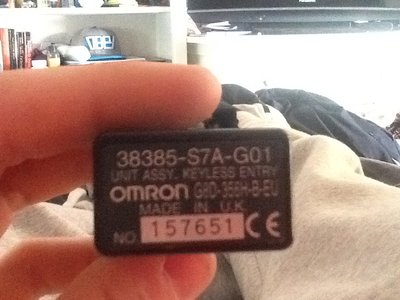 38385-S7A-G01
UNIT ASSY. KEYLESS ENTRY
OMRON G8D-356H-B-EU
MADE IN U.K
NO. 157651 CE